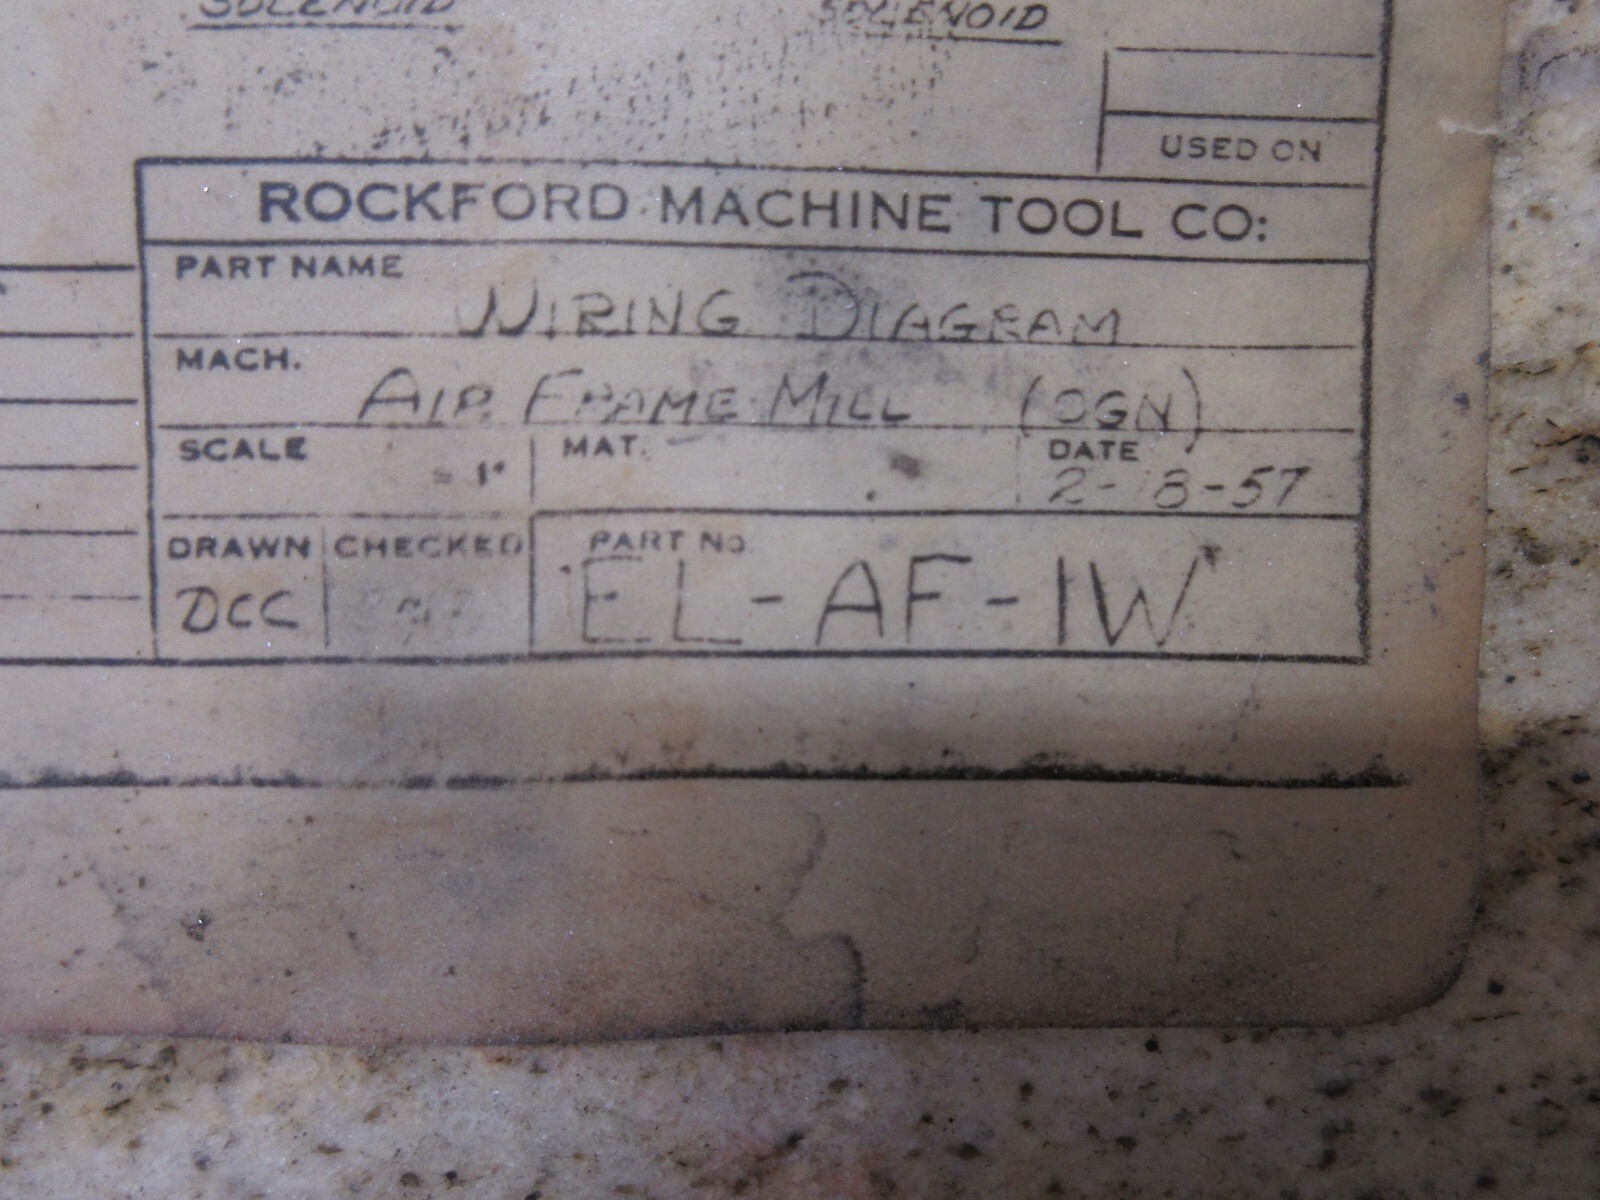 SOLENOID SOLENOID
USED ON
ROCKFORD MACHINE TOOL CO:
PART NAME
WIRING DIAGRAM
MACH.
AIR FRAME MILL (OGN)
SCALE MAT. DATE
= 1" 2- 8-57
DRAWN CHECKED PART NO.
DCC EL-AF-1W